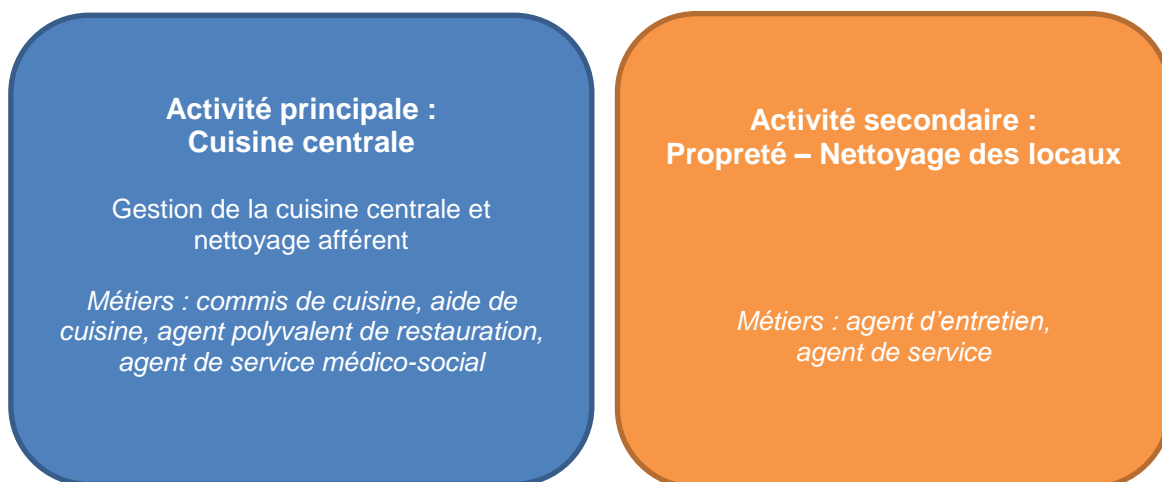 Activité principale :
Cuisine centrale
Gestion de la cuisine centrale et
nettoyage afférent
Métiers : commis de cuisine, aide de
cuisine, agent polyvalent de restauration,
agent de service médico-social
Activité secondaire :
Propreté – Nettoyage des locaux
Métiers : agent d’entretien,
agent de service